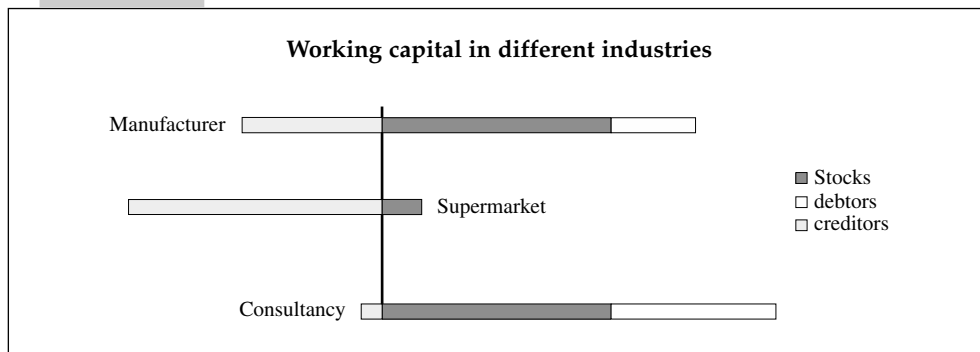 Working capital in different industries
Manufacturer
Supermarket
Consultancy
Stocks
debtors
creditors